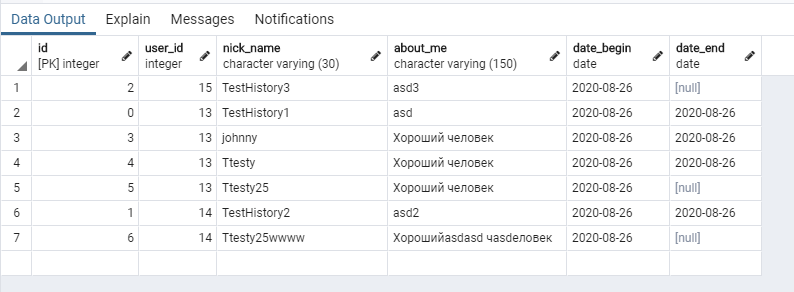 Data Output Explain Messages Notifications
id user_id nick_name about_me date_begin date_end
[PK] integer integer character varying (30) character varying (150) date date
1 2 15 TestHistory3 asd3 2020-08-26 [null]
2 0 13 TestHistory1 asd 2020-08-26 2020-08-26
3 3 13 johnny Хороший человек 2020-08-26 2020-08-26
4 4 13 Ttesty Хороший человек 2020-08-26 2020-08-26
5 5 13 Ttesty25 Хороший человек 2020-08-26 [null]
6 1 14 TestHistory2 asd2 2020-08-26 2020-08-26
7 6 14 Ttesty25wwww Хорошийasdasd чаsdеловек 2020-08-26 [null]